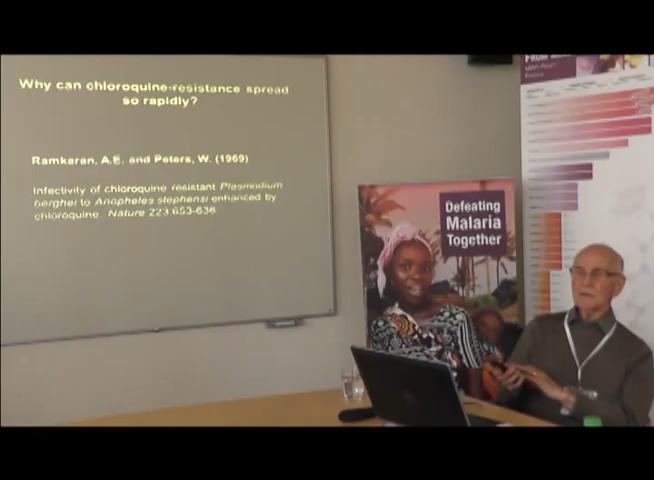 Why can chloroquine-resistance spread
so rapidly?
Ramkaran, A.E. and Peters, W. (1969)
Infectivity of chloroquine resistant Plasmodium
berghei to Anopheles stephensi enhanced by
chloroquine. Nature 223:653-636.
Defeating
Malaria
Together